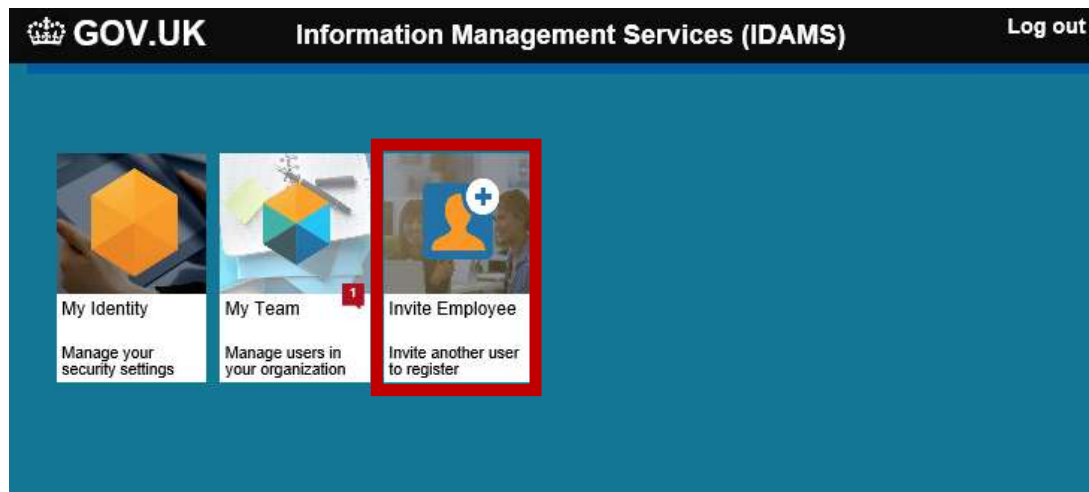 GOV.UK
Information Management Services (IDAMS)
Log out
My Identity
Manage your
security settings
1
My Team
Manage users in
your organization
Invite Employee
Invite another user
to register